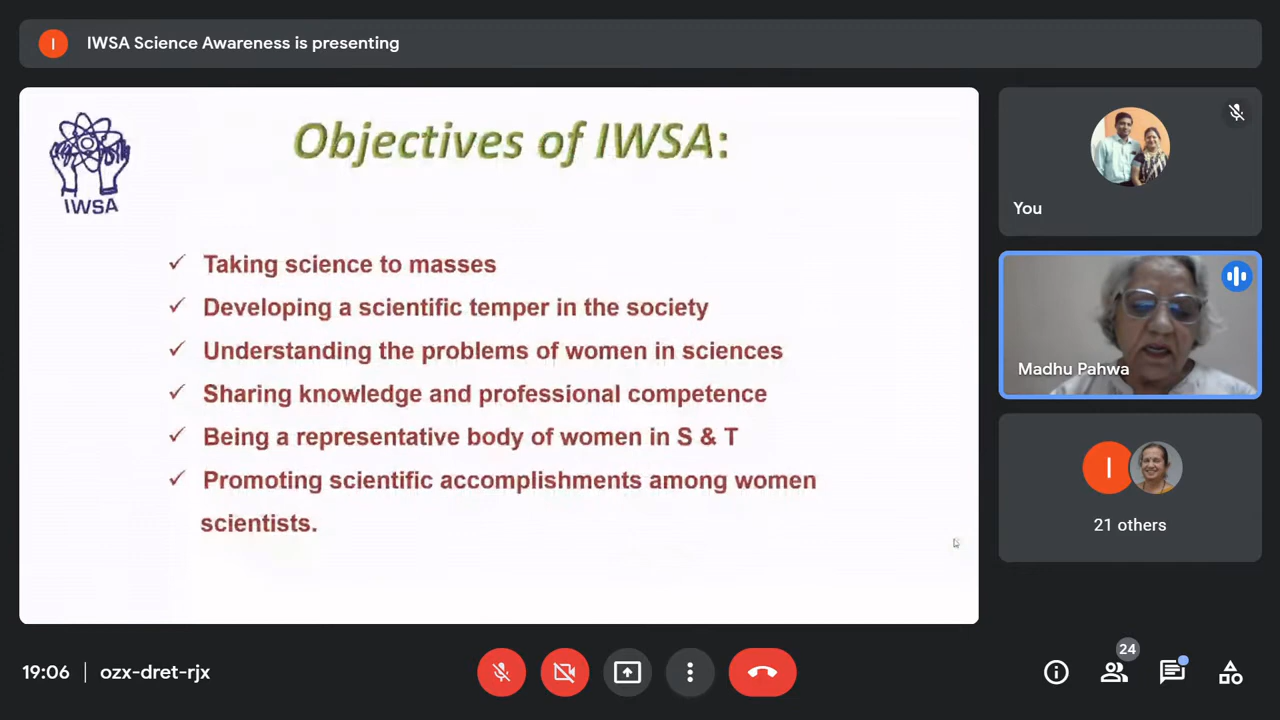 I
IWSA Science Awareness is presenting
IWSA
Objectives of IWSA:
✓ Taking science to masses
✓ Developing a scientific temper in the society
✓ Understanding the problems of women in sciences
✓ Sharing knowledge and professional competence
✓ Being a representative body of women in S & T
✓ Promoting scientific accomplishments among women
scientists.
You
Madhu Pahwa
I
21 others
19:06 | ozx-dret-rjx
24